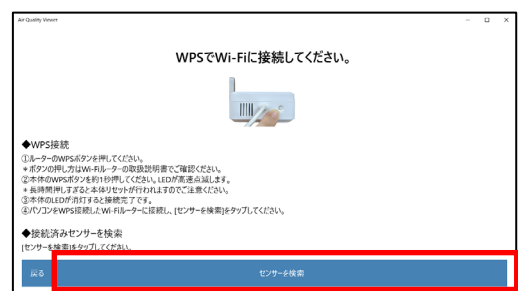 Air Quality Viewer
WPSでWi-Fiに接続してください。
◆WPS接続
①ルーターのWPSボタンを押してください。
* ボタンの押し方はWi-Fiルーターの取扱説明書でご確認ください。
②本体のWPSボタンを約1秒押してください。LEDが高速点滅します。
* 長時間押しすぎると本体リセットが行われますのでご注意ください。
③本体のLEDが消灯すると接続完了です。
④パソコンをWPS接続したWi-Fiルーターに接続し、[センサーを検索]をタップしてください。
◆接続済みセンサーを検索
[センサーを検索]をタップしてください。
戻る
センサーを検索